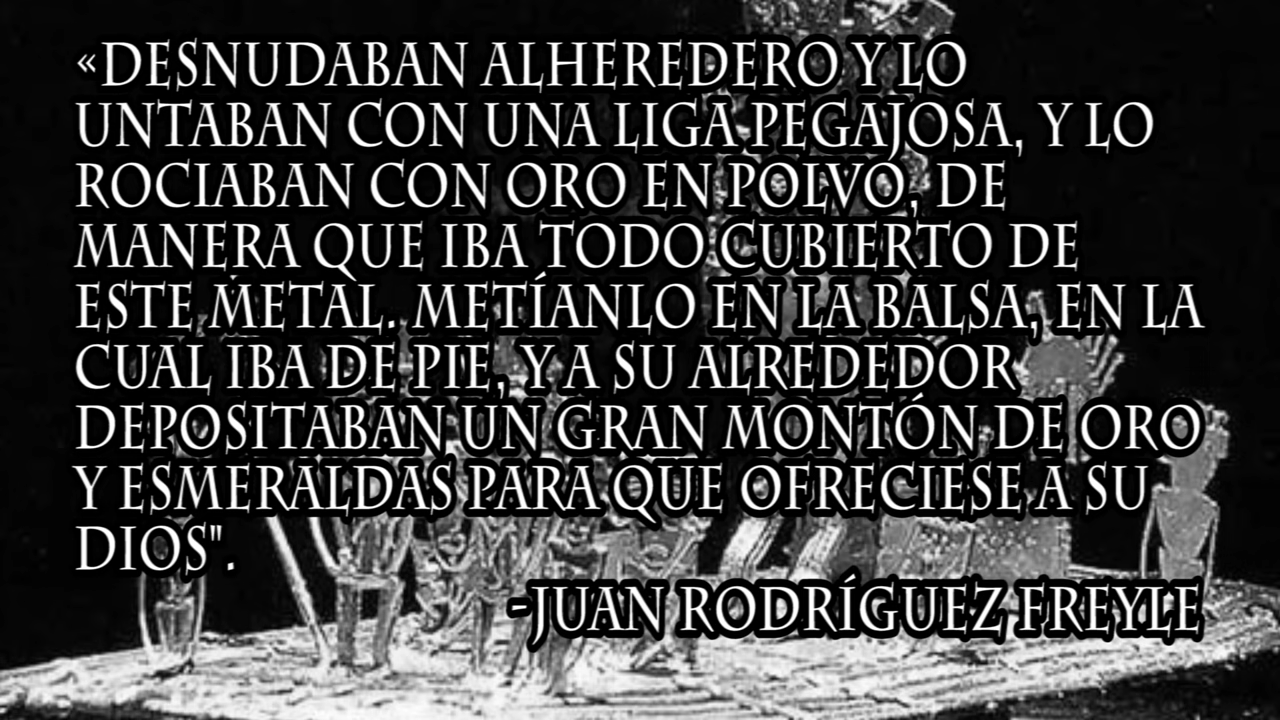 «DESNUDABAN ALHEREDERO Y LO
UNTABAN CON UNA LIGA PEGAJOSA, Y LO
ROCIABAN CON ORO EN POLVO, DE
MANERA QUE IBA TODO CUBIERTO DE
ESTE METAL. METÍANLO EN LA BALSA, EN LA
CUAL IBA DE PIE, Y A SU ALREDEDOR
DEPOSITABAN UN GRAN MONTÓN DE ORO
Y ESMERALDAS PARA QUE OFRECIESE A SU
DIOS".
-JUAN RODRÍGUEZ FREYLE